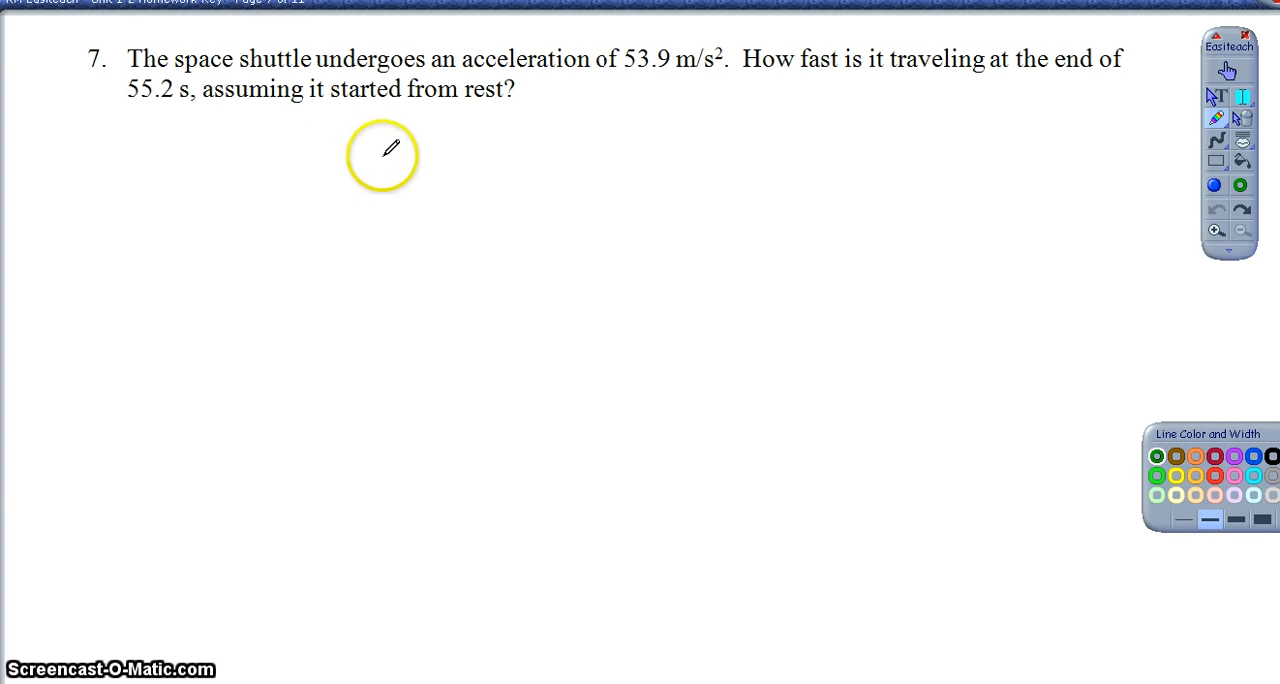 7. The space shuttle undergoes an acceleration of 53.9 m/s². How fast is it traveling at the end of
55.2 s, assuming it started from rest?
Easiteach
T
Line Color and Width
Screencast-O-Matic.com